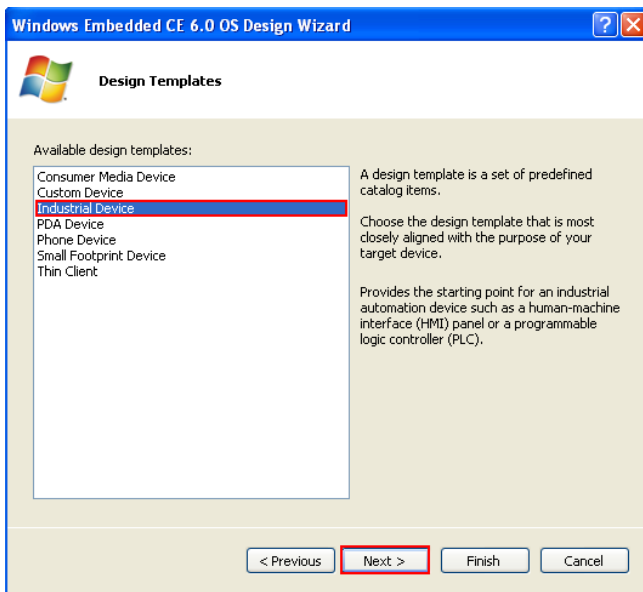 Windows Embedded CE 6.0 OS Design Wizard
Design Templates
Available design templates:
Consumer Media Device
Custom Device
Industrial Device
PDA Device
Phone Device
Small Footprint Device
Thin Client
A design template is a set of predefined
catalog items.
Choose the design template that is most
closely aligned with the purpose of your
target device.
Provides the starting point for an industrial
automation device such as a human-machine
interface (HMI) panel or a programmable
logic controller (PLC).
< Previous
Next >
Finish
Cancel